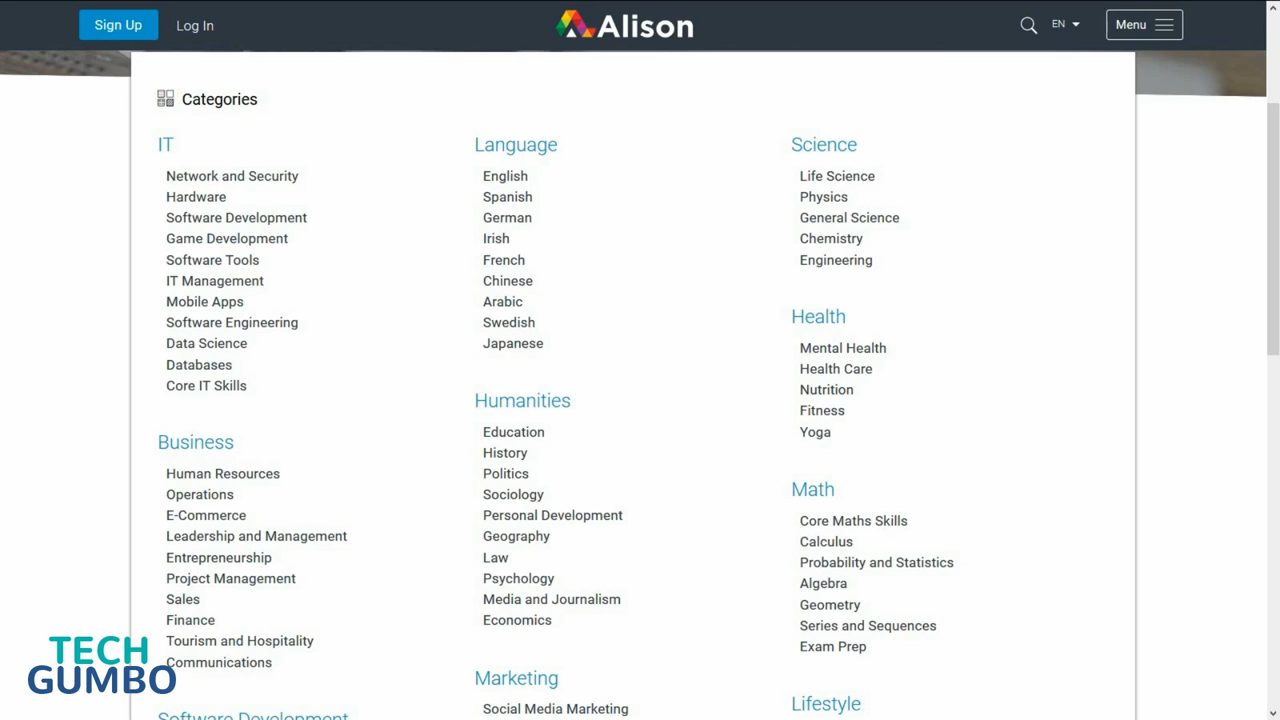 Sign Up
Log In
Alison
EN
Menu
Categories
IT
Network and Security
Hardware
Software Development
Game Development
Software Tools
IT Management
Mobile Apps
Software Engineering
Data Science
Databases
Core IT Skills
Business
Human Resources
Operations
E-Commerce
Leadership and Management
Entrepreneurship
Project Management
Sales
Finance
Tourism and Hospitality
Communications
Software Development
Language
English
Spanish
German
Irish
French
Chinese
Arabic
Swedish
Japanese
Humanities
Education
History
Politics
Sociology
Personal Development
Geography
Law
Psychology
Media and Journalism
Economics
Marketing
Social Media Marketing
Science
Life Science
Physics
General Science
Chemistry
Engineering
Health
Mental Health
Health Care
Nutrition
Fitness
Yoga
Math
Core Maths Skills
Calculus
Probability and Statistics
Algebra
Geometry
Series and Sequences
Exam Prep
Lifestyle
TECH
GUMBO